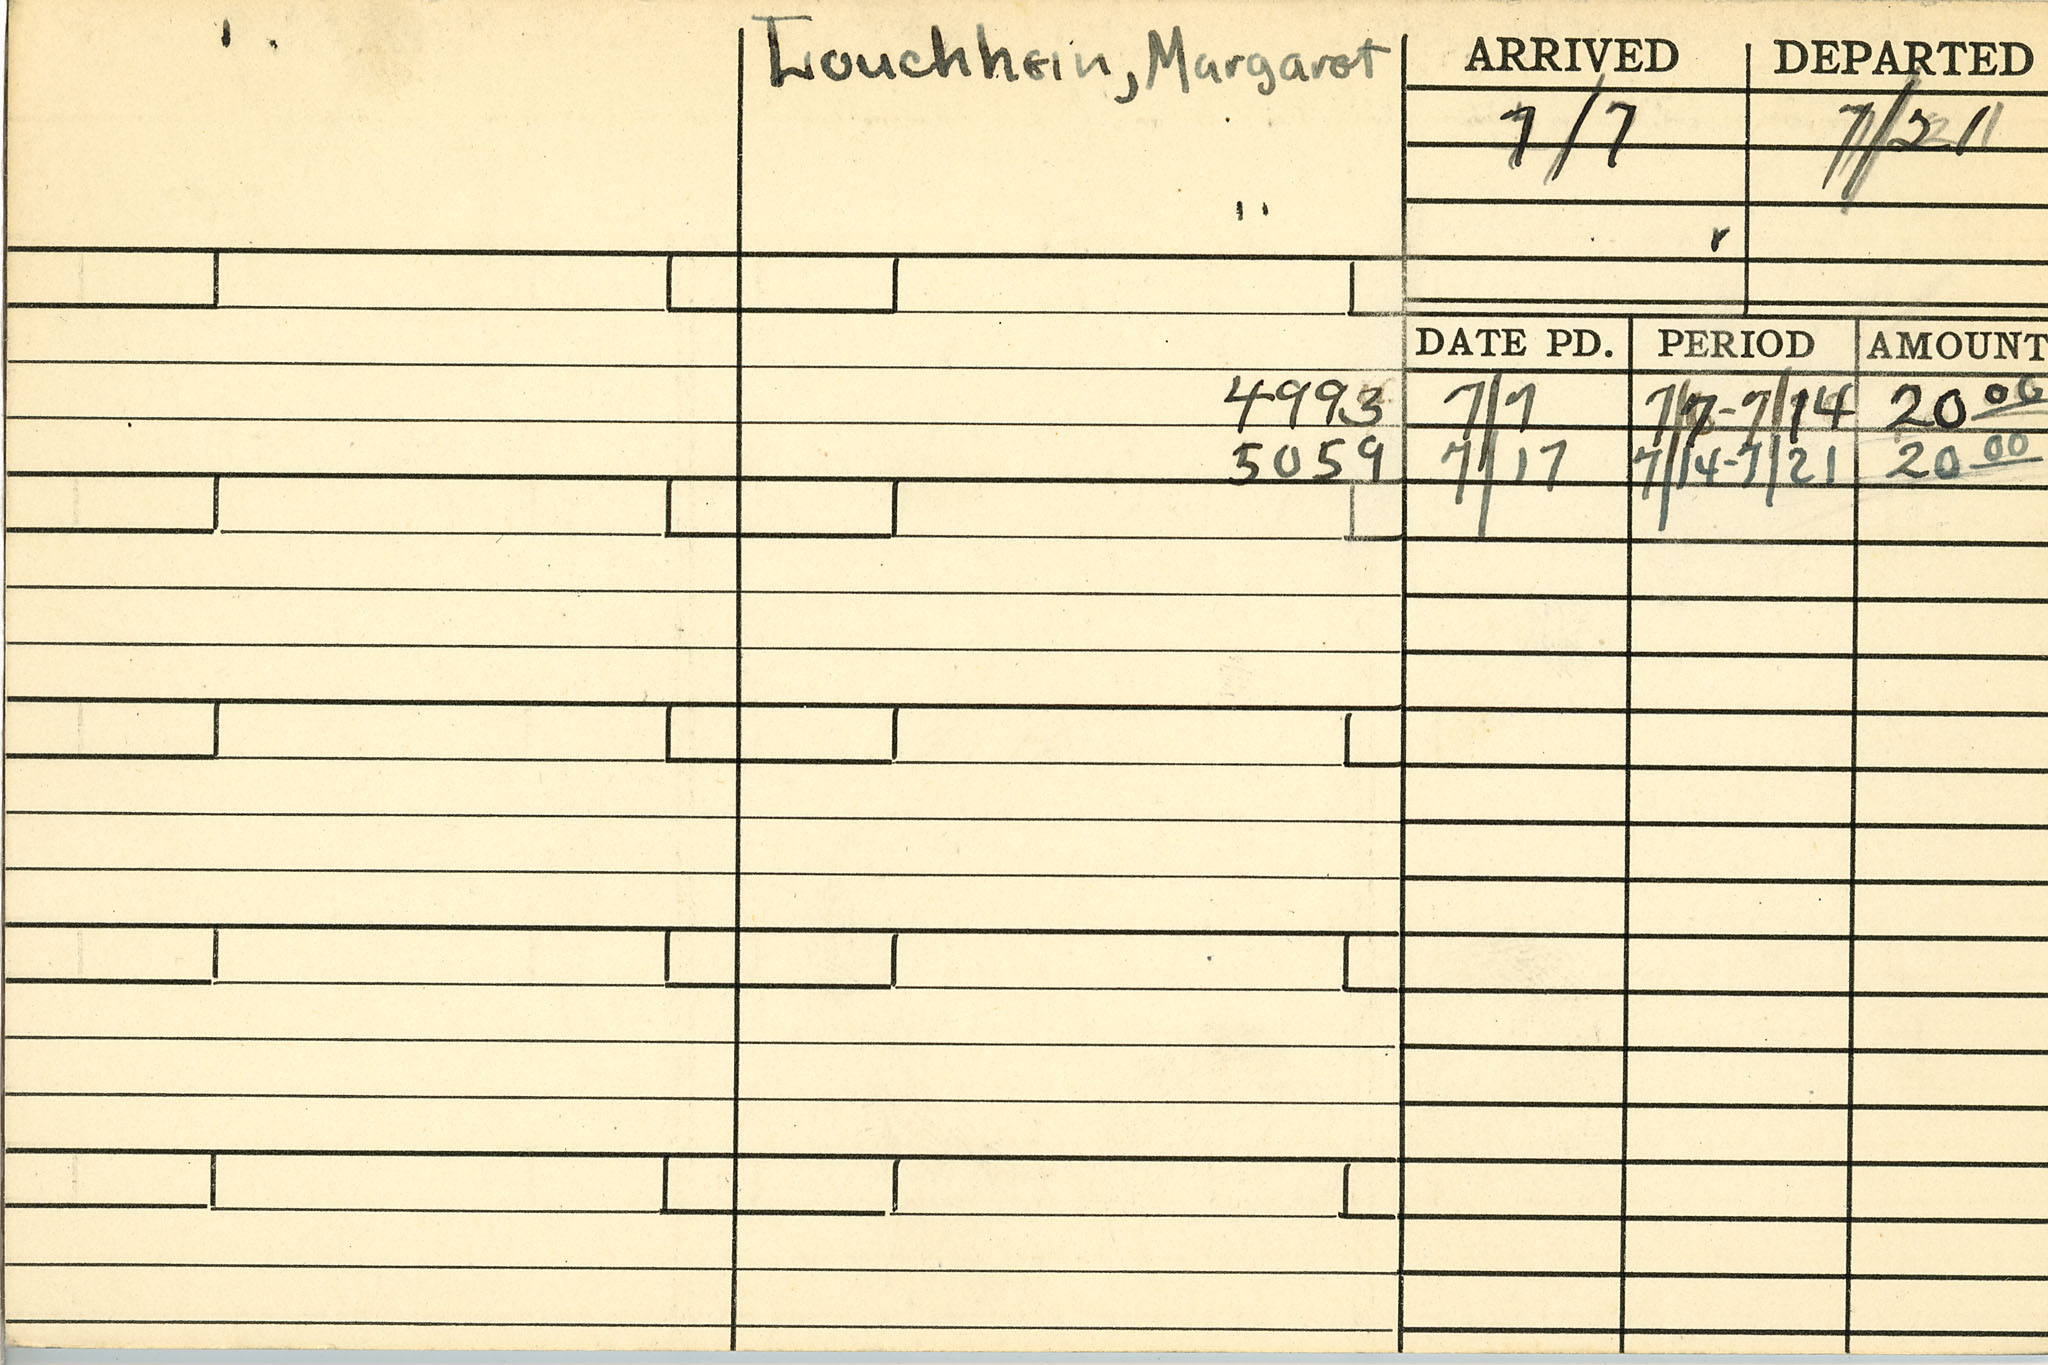 Louchhein, Margaret
ARRIVED DEPARTED
7/7 7/21
DATE PD. PERIOD AMOUNT
4993 7/7 7/7-7/14 20 00
5059 7/17 7/14-7/21 20 00